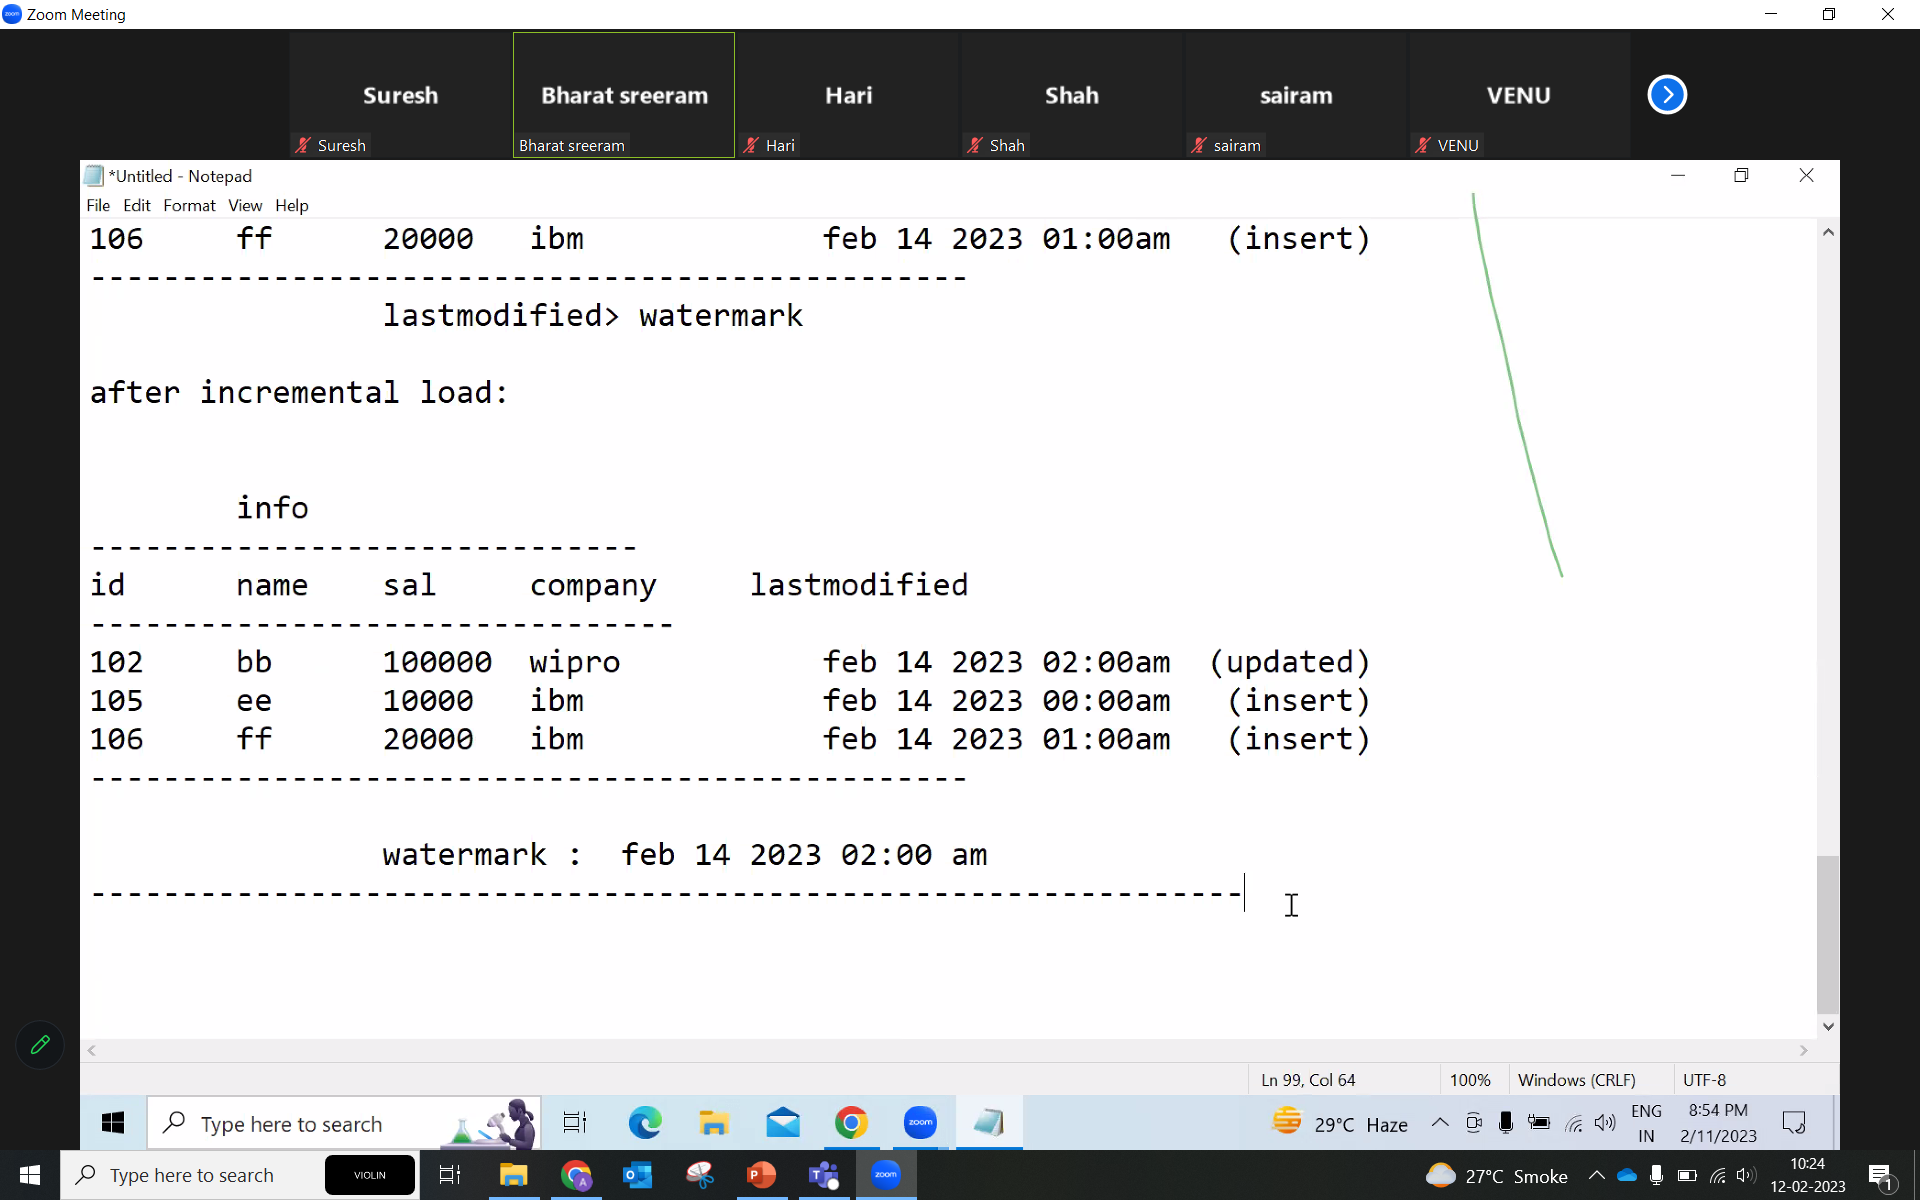 Zoom Meeting
Suresh
Bharat sreeram
Hari
Shah
sairam
VENU
Suresh
Bharat sreeram
Hari
Shah
sairam
VENU
*Untitled - Notepad
File Edit Format View Help
106 ff 20000 ibm feb 14 2023 01:00am (insert)
------------------------------------------------
lastmodified> watermark
after incremental load:
info
------------------------------
id name sal company lastmodified
--------------------------------
102 bb 100000 wipro feb 14 2023 02:00am (updated)
105 ee 10000 ibm feb 14 2023 00:00am (insert)
106 ff 20000 ibm feb 14 2023 01:00am (insert)
------------------------------------------------
watermark : feb 14 2023 02:00 am
---------------------------------------------------------------
Ln 99, Col 64 100% Windows (CRLF) UTF-8
Type here to search
zoom
29°C Haze
ENG
IN
8:54 PM
2/11/2023
Type here to search
VIOLIN
zoom
27°C Smoke
10:24
12-02-2023
1